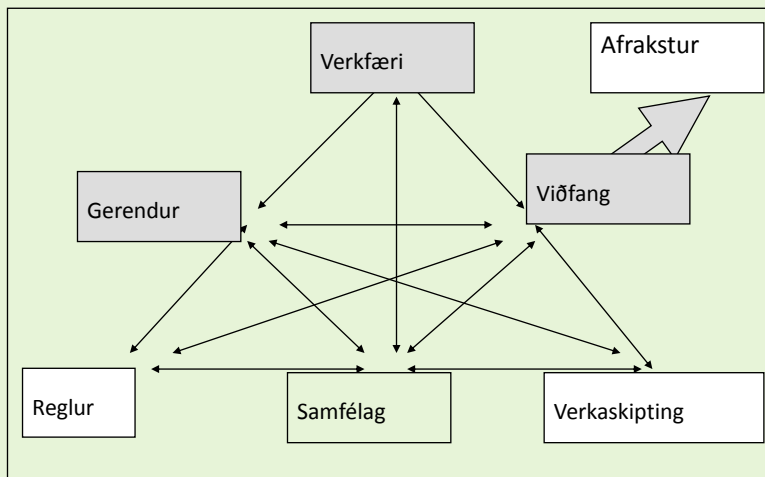 Verkfæri
Afrakstur
Gerendur
Viðfang
Reglur
Samfélag
Verkaskipting